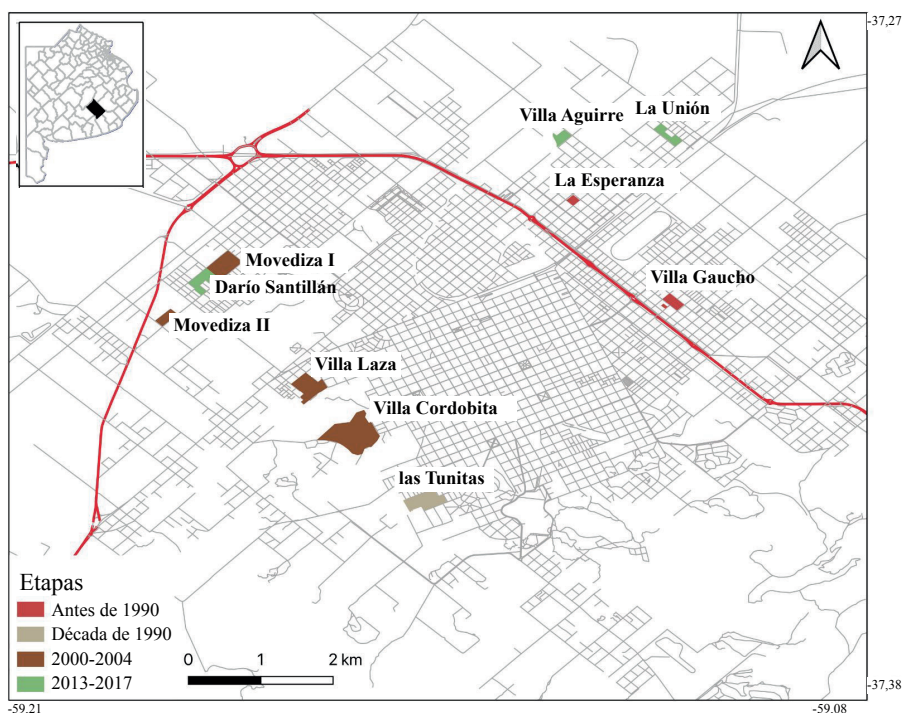 -37,27
Villa Aguirre
La Unión
La Esperanza
Movediza I
Darío Santillán
Villa Gaucho
Movediza II
Villa Laza
Villa Cordobita
las Tunitas
Etapas
Antes de 1990
Década de 1990
2000-2004
2013-2017
0 1 2 km
-37,38
-59.21
-59.08